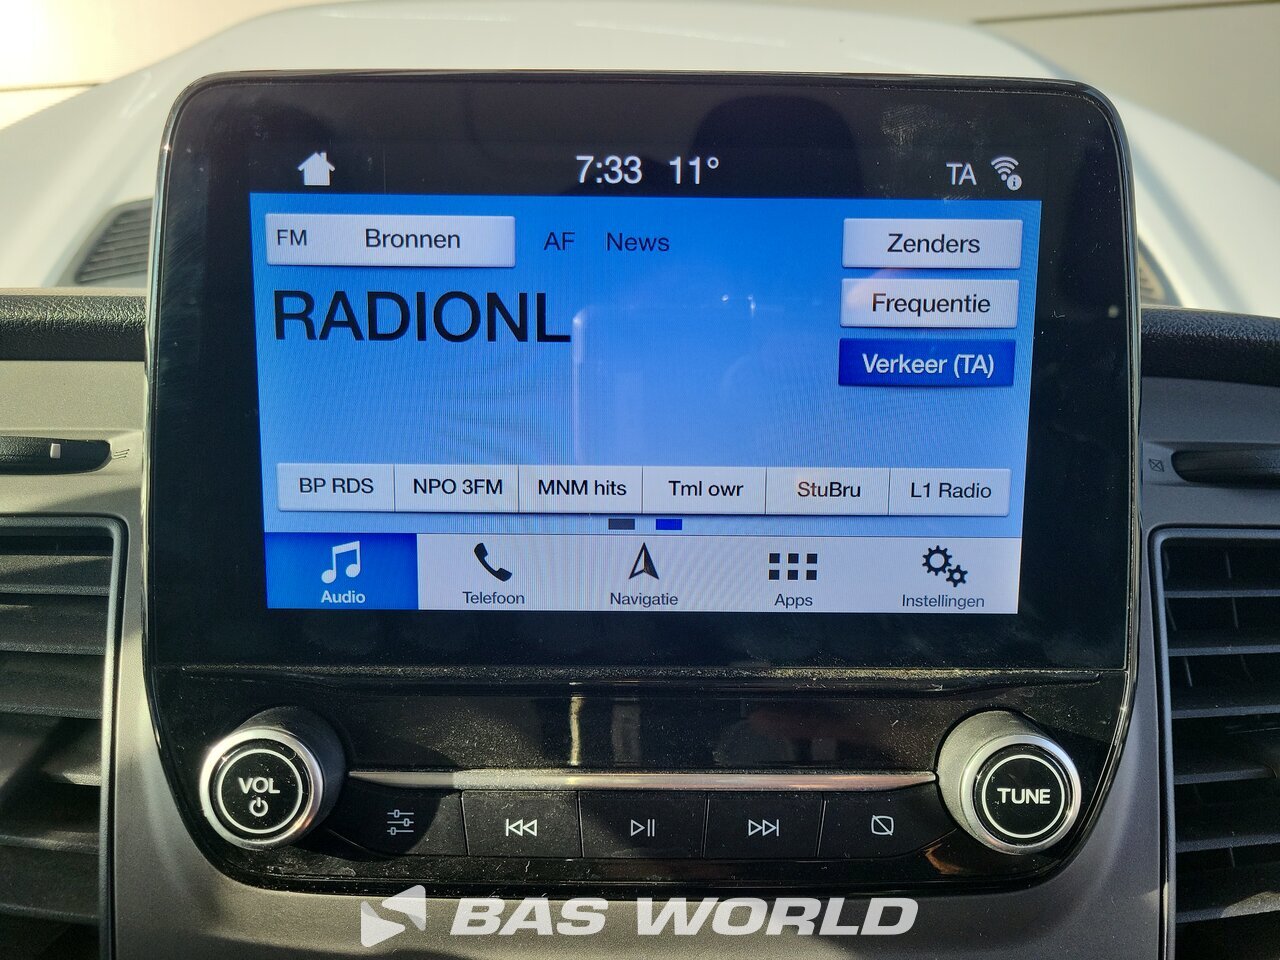 7:33 11° TA
FM Bronnen AF News Zenders
RADIONL
Frequentie
Verkeer (TA)
BP RDS NPO 3FM MNM hits Tml owr StuBru L1 Radio
Audio Telefoon Navigatie Apps Instellingen
VOL TUNE
BAS WORLD